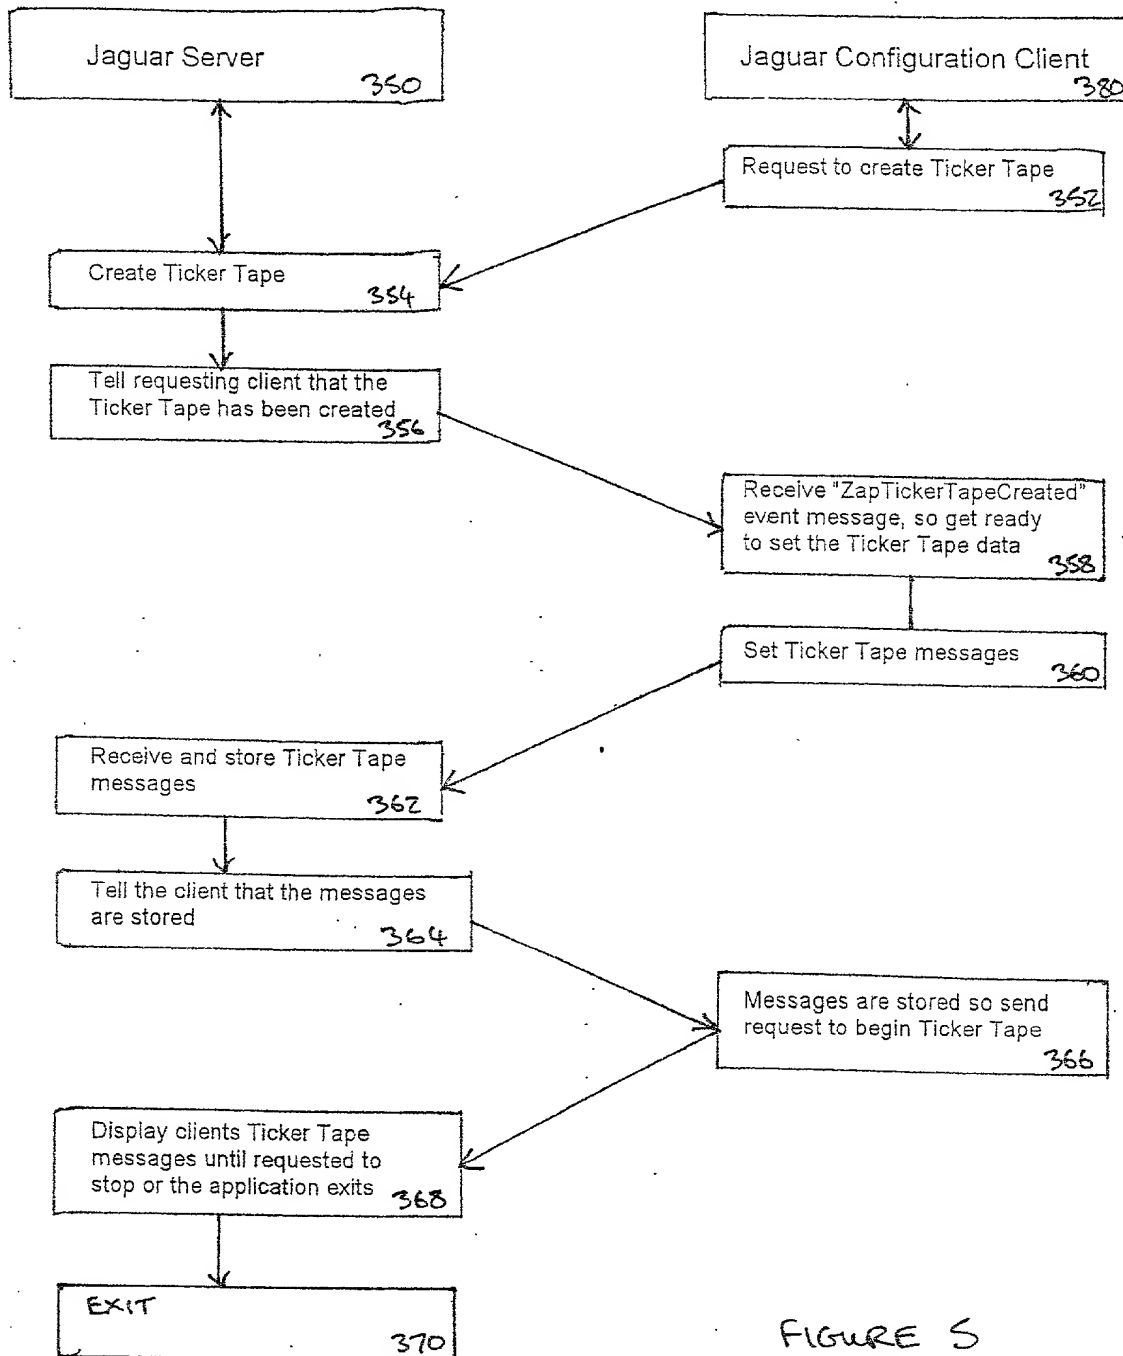 Jaguar Server
350
Jaguar Configuration Client
380
Request to create Ticker Tape
352
Create Ticker Tape
354
Tell requesting client that the
Ticker Tape has been created
356
Receive "ZapTickerTapeCreated"
event message, so get ready
to set the Ticker Tape data
358
Set Ticker Tape messages
360
Receive and store Ticker Tape
messages
362
Tell the client that the messages
are stored
364
Messages are stored so send
request to begin Ticker Tape
366
Display clients Ticker Tape
messages until requested to
stop or the application exits
368
EXIT
370
FIGURE 5